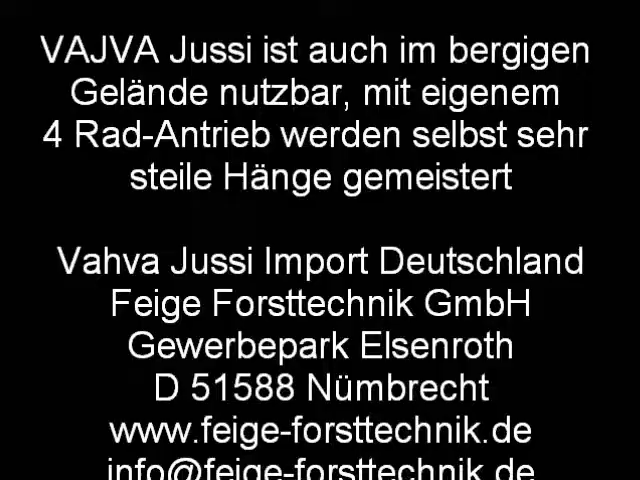 VAJVA Jussi ist auch im bergigen
Gelände nutzbar, mit eigenem
4 Rad-Antrieb werden selbst sehr
steile Hänge gemeistert
Vahva Jussi Import Deutschland
Feige Forsttechnik GmbH
Gewerbepark Elsenroth
D 51588 Nümbrecht
www.feige-forsttechnik.de
info@feige-forsttechnik.de